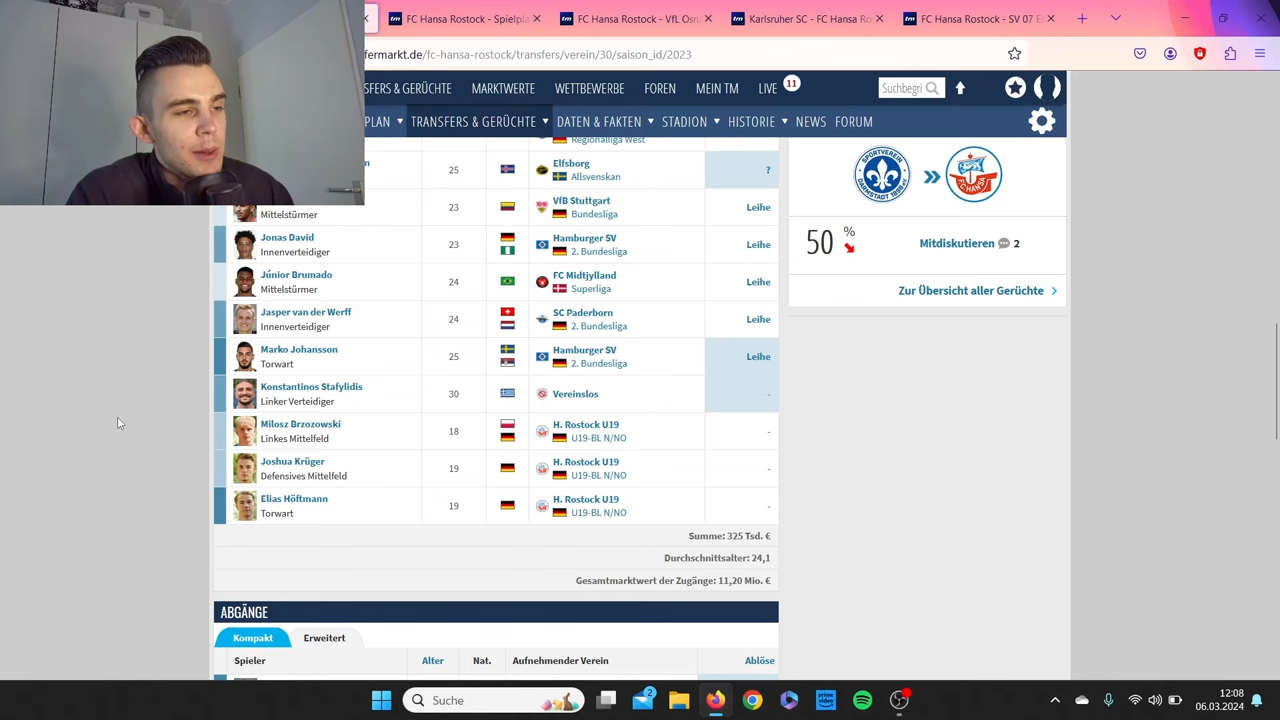 FC Hansa Rostock - Spielpla
FC Hansa Rostock - VfL Osn
Karlsruher SC - FC Hansa Ro
FC Hansa Rostock - SV 07 El
fermarkt.de/fc-hansa-rostock/transfers/verein/30/saison_id/2023
SFERS & GERÜCHTE MARKTWERTE WETTBEWERBE FOREN MEIN TM LIVE 11 Suchbegri
PLAN TRANSFERS & GERÜCHTE DATEN & FAKTEN STADION HISTORIE NEWS FORUM
Regionalliga West
n 25 Elfsborg ?
Allsvenskan
23 VfB Stuttgart Leihe
Mittelstürmer Bundesliga
Jonas David 23 Hamburger SV Leihe
Innenverteidiger 2. Bundesliga
Júnior Brumado 24 FC Midtjylland Leihe
Mittelstürmer Superliga
Jasper van der Werff 24 SC Paderborn Leihe
Innenverteidiger 2. Bundesliga
Marko Johansson 25 Hamburger SV Leihe
Torwart 2. Bundesliga
Konstantinos Stafylidis 30 Vereinslos -
Linker Verteidiger
Milosz Brzozowski 18 H. Rostock U19 -
Linkes Mittelfeld U19-BL N/NO
Joshua Krüger 19 H. Rostock U19 -
Defensives Mittelfeld U19-BL N/NO
Elias Höftmann 19 H. Rostock U19 -
Torwart U19-BL N/NO
Summe: 325 Tsd. €
Durchschnittsalter: 24,1
Gesamtmarktwert der Zugänge: 11,20 Mio. €
ABGÄNGE
Kompakt Erweitert
Spieler Alter Nat. Aufnehmender Verein Ablöse
50 %
Mitdiskutieren 2
Zur Übersicht aller Gerüchte
Suche
2
prime video
12:08
06.03.2024